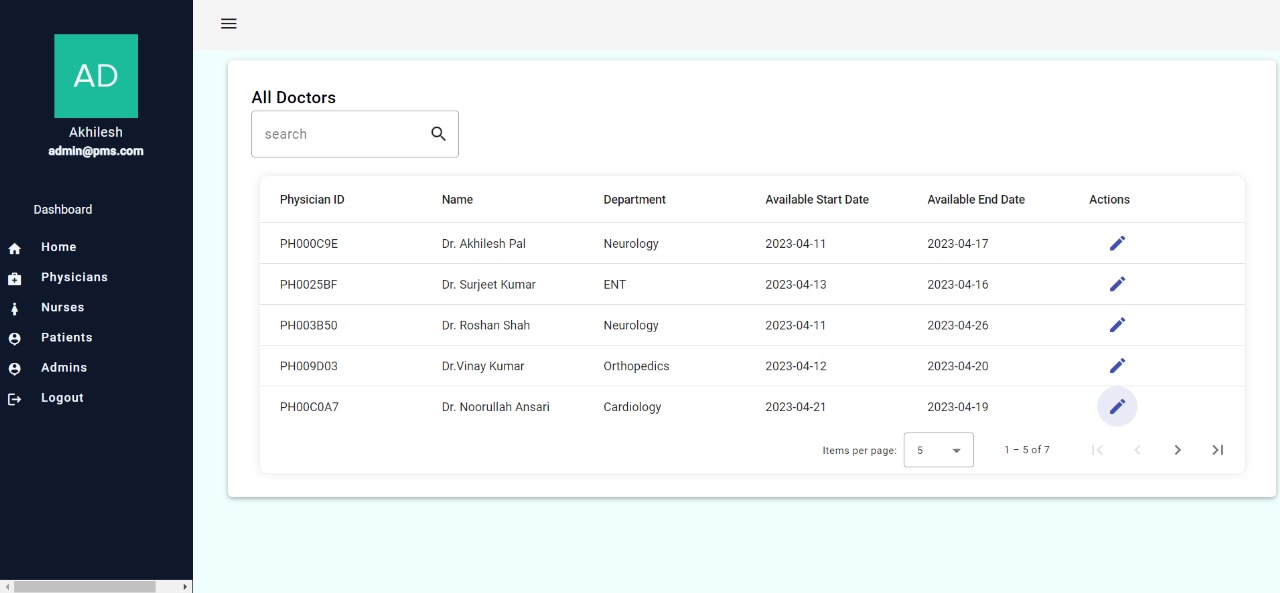 AD
Akhilesh
admin@pms.com
Dashboard
Home
Physicians
Nurses
Patients
Admins
Logout
All Doctors
search
Physician ID Name Department Available Start Date Available End Date Actions
PH000C9E Dr. Akhilesh Pal Neurology 2023-04-11 2023-04-17
PH0025BF Dr. Surjeet Kumar ENT 2023-04-13 2023-04-16
PH003B50 Dr. Roshan Shah Neurology 2023-04-11 2023-04-26
PH009D03 Dr.Vinay Kumar Orthopedics 2023-04-12 2023-04-20
PH00C0A7 Dr. Noorullah Ansari Cardiology 2023-04-21 2023-04-19
Items per page: 5 1 – 5 of 7